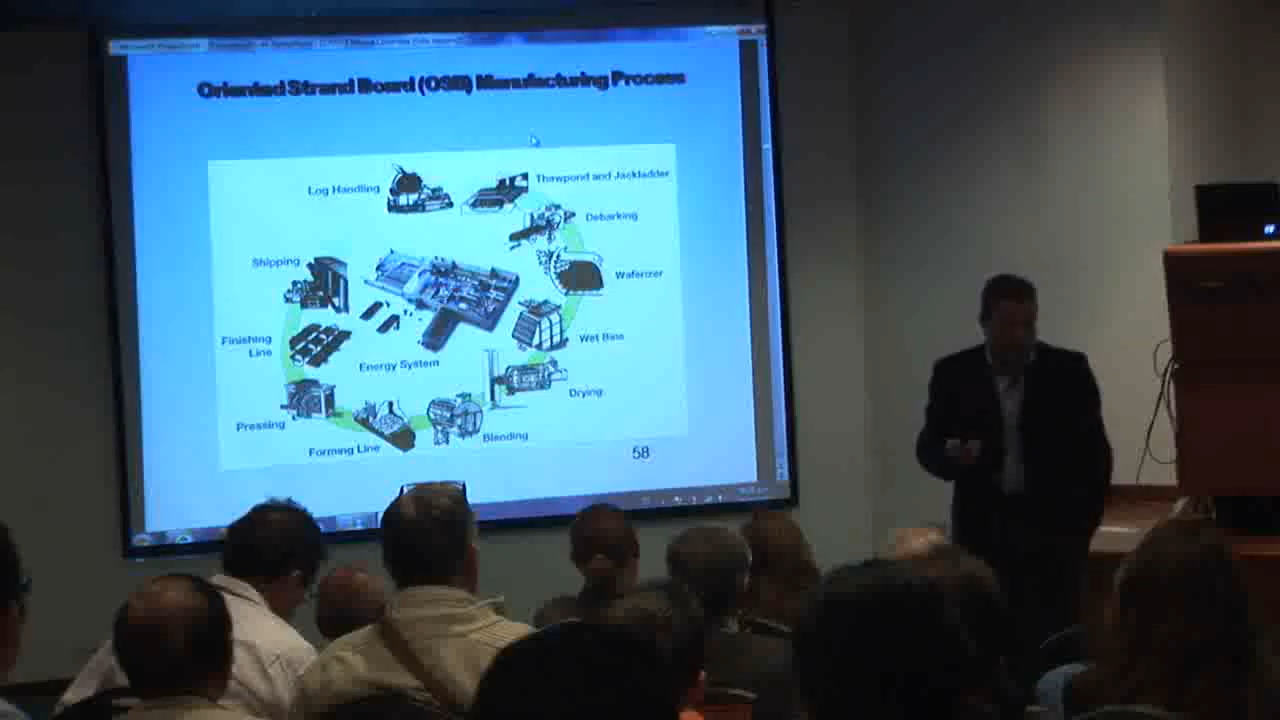 Oriented Strand Board (OSB) Manufacturing Process
Log Handling
Thawpond and Jackladder
Debarking
Waferizer
Wet Bins
Drying
Blending
Forming Line
Pressing
Finishing
Line
Shipping
Energy System
58